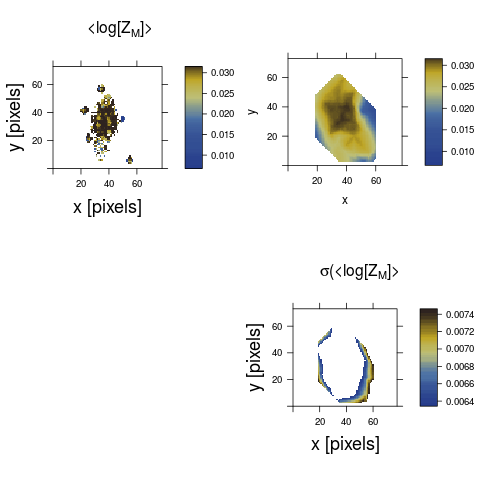 <log[Z_M]>
60
40
20
20 40 60
y [pixels]
x [pixels]
0.030
0.025
0.020
0.015
0.010
60
40
20
20 40 60
y
x
0.030
0.025
0.020
0.015
0.010
σ(<log[Z_M]>
60
40
20
20 40 60
y [pixels]
x [pixels]
0.0074
0.0072
0.0070
0.0068
0.0066
0.0064